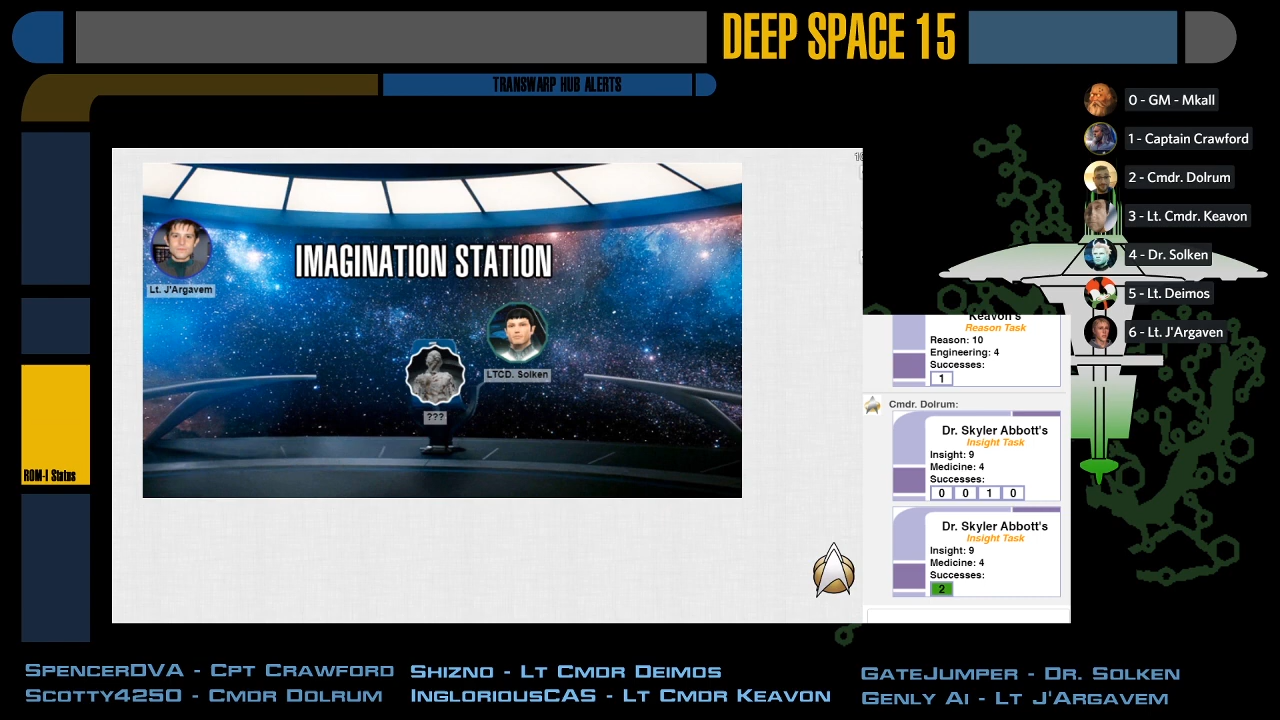 DEEP SPACE 15
TRANSWARP HUB ALERTS
0 - GM - Mkall
1 - Captain Crawford
2 - Cmdr. Dolrum
3 - Lt. Cmdr. Keavon
4 - Dr. Solken
5 - Lt. Deimos
6 - Lt. J'Argaven
IMAGINATION STATION
Lt. J'Argavem
LTCD. Solken
???
Keavon's
Reason Task
Reason: 10
Engineering: 4
Successes:
1
Cmdr. Dolrum:
Dr. Skyler Abbott's
Insight Task
Insight: 9
Medicine: 4
Successes:
0 0 1 0
Dr. Skyler Abbott's
Insight Task
Insight: 9
Medicine: 4
Successes:
2
ROM-I Status
SpencerDVA - Cpt Crawford
Scotty4250 - Cmdr Dolrum
Shizno - Lt Cmdr Deimos
IngloriousCAS - Lt Cmdr Keavon
GateJumper - Dr. Solken
Genly Ai - Lt J'Argavem